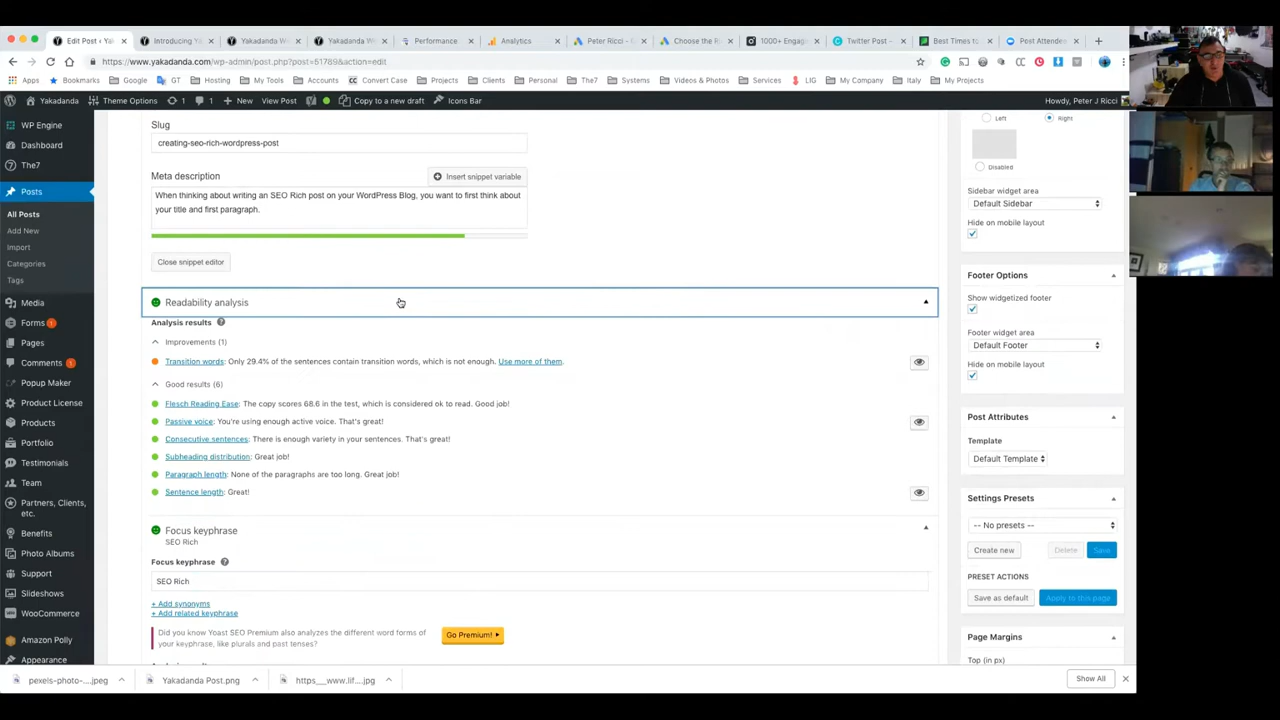 Edit Post ‹ Yak
Introducing Y
Yakadanda W
Yakadanda W
Performance
Analytics
Peter Ricci – G
Choose the Ri
1000+ Engag
Twitter Post –
Best Times to
Post Attendee
https://www.yakadanda.com/wp-admin/post.php?post=61789&action=edit
Apps
Bookmarks
Google
GT
Hosting
My Tools
Accounts
Convert Case
Projects
Clients
Personal
The7
Systems
Videos & Photos
Services
LIG
My Company
Italy
My Projects
Yakadanda
Theme Options
1
1
New
View Post
Copy to a new draft
Icons Bar
Howdy, Peter J Ricci
WP Engine
Dashboard
The7
Posts
All Posts
Add New
Import
Categories
Tags
Media
Forms 1
Pages
Comments 1
Popup Maker
Product License
Products
Portfolio
Testimonials
Team
Partners, Clients,
etc.
Benefits
Photo Albums
Support
Slideshows
WooCommerce
Amazon Polly
Appearance
Slug
creating-seo-rich-wordpress-post
Meta description
Insert snippet variable
When thinking about writing an SEO Rich post on your WordPress Blog, you want to first think about
your title and first paragraph.
Close snippet editor
Readability analysis
Analysis results
Improvements (1)
Transition words: Only 29.4% of the sentences contain transition words, which is not enough. Use more of them.
Good results (6)
Flesch Reading Ease: The copy scores 68.6 in the test, which is considered ok to read. Good job!
Passive voice: You're using enough active voice. That's great!
Consecutive sentences: There is enough variety in your sentences. That's great!
Subheading distribution: Great job!
Paragraph length: None of the paragraphs are too long. Great job!
Sentence length: Great!
Focus keyphrase
SEO Rich
Focus keyphrase
SEO Rich
+ Add synonyms
+ Add related keyphrase
Did you know Yoast SEO Premium also analyzes the different word forms of
your keyphrase, like plurals and past tenses?
Go Premium!
Left
Right
Disabled
Sidebar widget area
Default Sidebar
Hide on mobile layout
Footer Options
Show widgetized footer
Footer widget area
Default Footer
Hide on mobile layout
Post Attributes
Template
Default Template
Settings Presets
-- No presets --
Create new
Delete
Save
PRESET ACTIONS
Save as default
Apply to this page
Page Margins
Top (in px)
pexels-photo-....jpeg
Yakadanda Post.png
https___www.lif....jpg
Show All